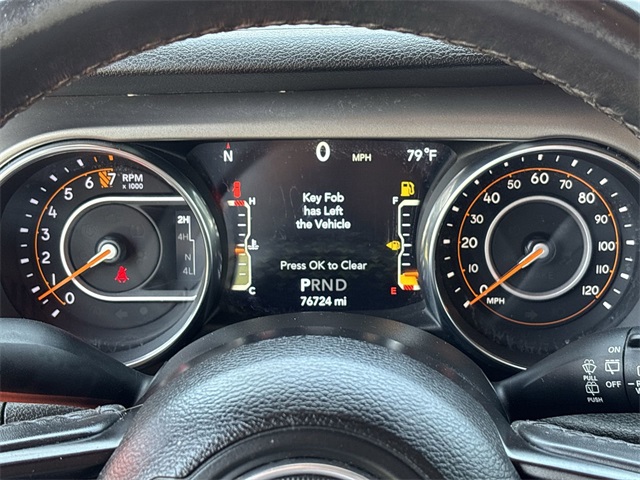 N
0 MPH
79°F
H
F
Key Fob
has Left
the Vehicle
Press OK to Clear
PRND
76724 mi
C
E
0
1
2
3
4
5
6
7
RPM
x 1000
2H
4H
N
4L
0
20
30
40
50
60
70
80
90
100
110
120
MPH
ON
OFF
PULL
PUSH